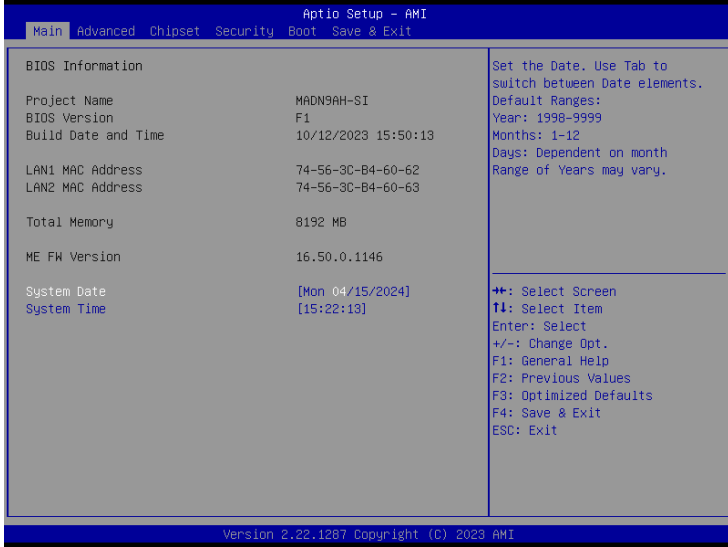 Aptio Setup - AMI
Main Advanced Chipset Security Boot Save & Exit
BIOS Information
Project Name MADN9AH-SI
BIOS Version F1
Build Date and Time 10/12/2023 15:50:13
LAN1 MAC Address 74-56-3C-B4-60-62
LAN2 MAC Address 74-56-3C-B4-60-63
Total Memory 8192 MB
ME FW Version 16.50.0.1146
System Date [Mon 04/15/2024]
System Time [15:22:13]
Set the Date. Use Tab to
switch between Date elements.
Default Ranges:
Year: 1998-9999
Months: 1-12
Days: Dependent on month
Range of Years may vary.
→←: Select Screen
↑↓: Select Item
Enter: Select
+/-: Change Opt.
F1: General Help
F2: Previous Values
F3: Optimized Defaults
F4: Save & Exit
ESC: Exit
Version 2.22.1287 Copyright (C) 2023 AMI